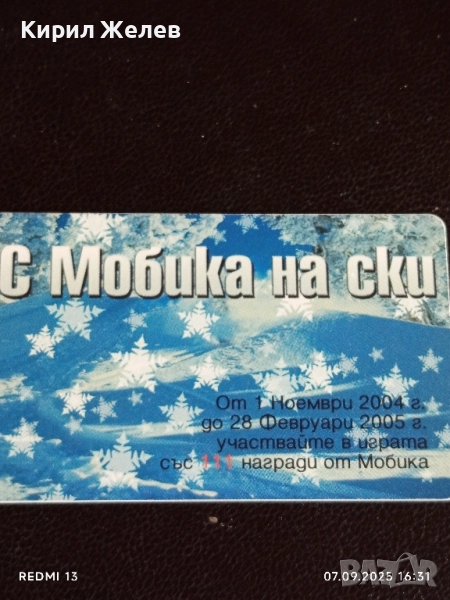 Кирил Желев
С Мобика на ски
От 1 Ноември 2004 г.
до 28 Февруари 2005 г.
участвайте в играта
със 111 награди от Мобика
BAZAR
REDMI 13
07.09.2025 16:31